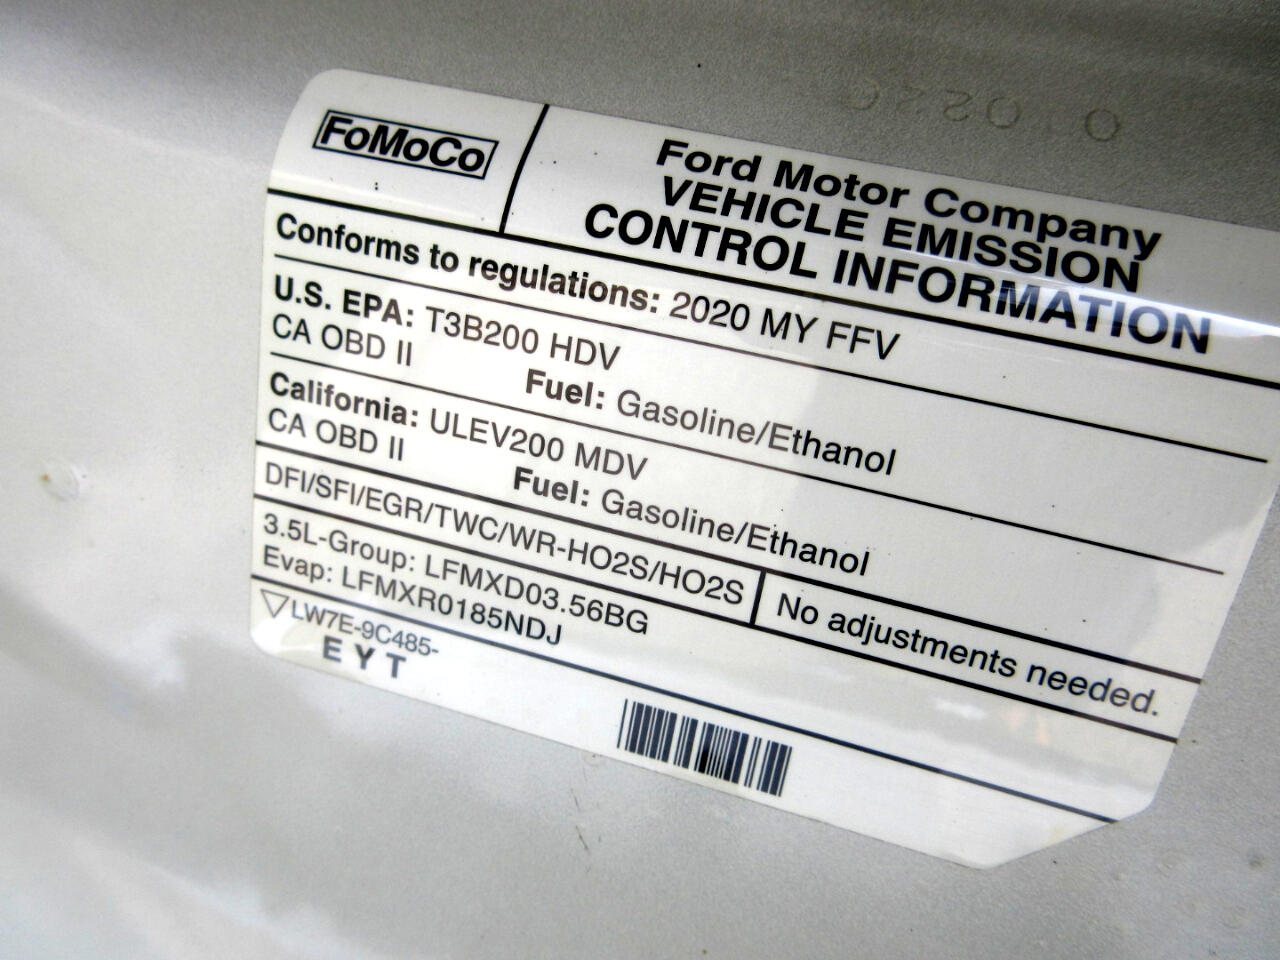 FoMoCo
Ford Motor Company
VEHICLE EMISSION
CONTROL INFORMATION
Conforms to regulations: 2020 MY FFV
U.S. EPA: T3B200 HDV
CA OBD II Fuel: Gasoline/Ethanol
California: ULEV200 MDV
CA OBD II Fuel: Gasoline/Ethanol
DFI/SFI/EGR/TWC/WR-HO2S/HO2S
No adjustments needed.
3.5L-Group: LFMXD03.56BG
Evap: LFMXR0185NDJ
LW7E-9C485-
E Y T